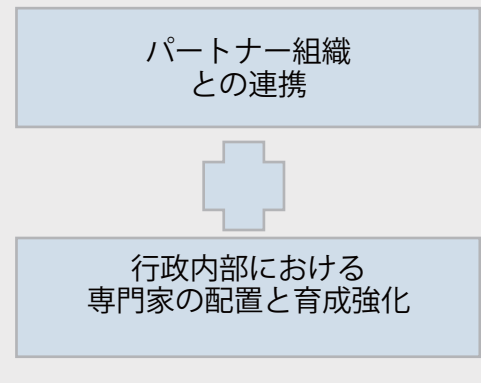 パートナー組織
との連携
行政内部における
専門家の配置と育成強化